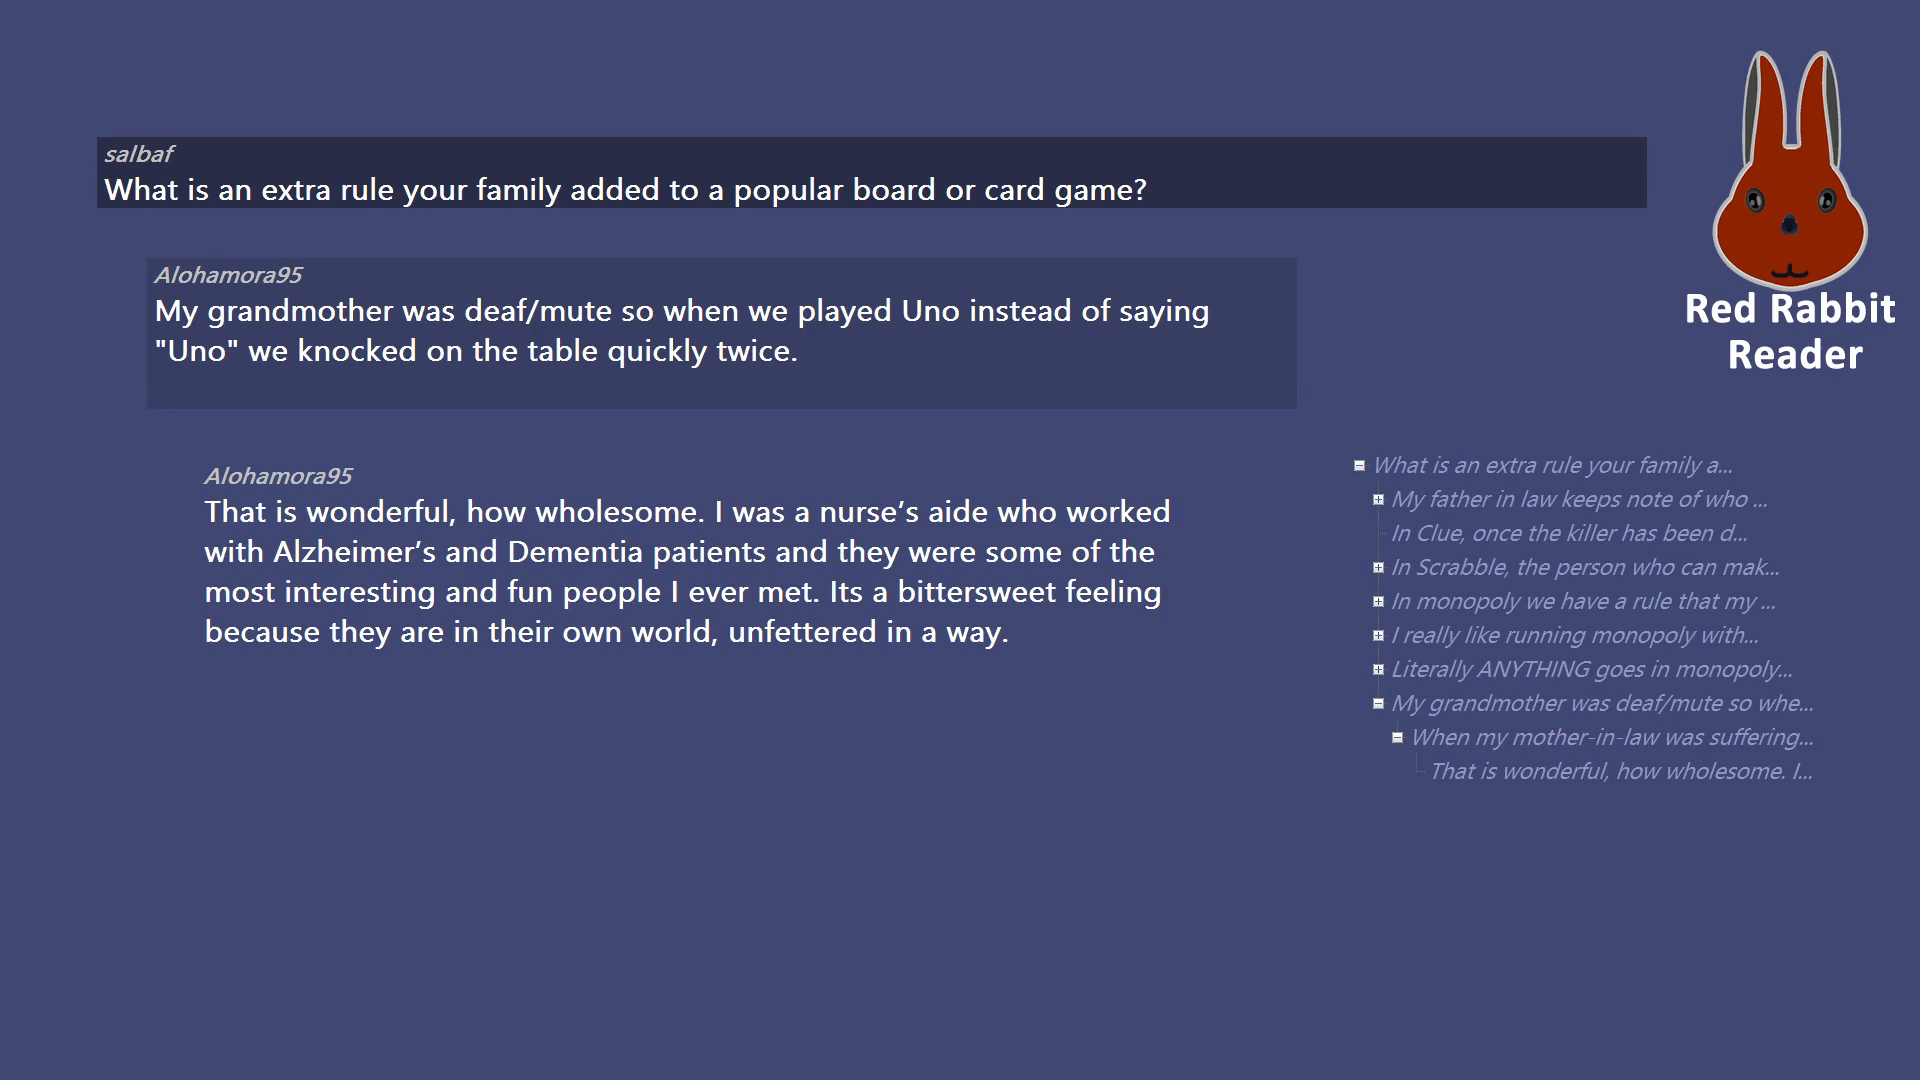 salbaf
What is an extra rule your family added to a popular board or card game?
Alohamora95
My grandmother was deaf/mute so when we played Uno instead of saying
"Uno" we knocked on the table quickly twice.
Alohamora95
That is wonderful, how wholesome. I was a nurse’s aide who worked
with Alzheimer’s and Dementia patients and they were some of the
most interesting and fun people I ever met. Its a bittersweet feeling
because they are in their own world, unfettered in a way.
Red Rabbit
Reader
What is an extra rule your family a...
My father in law keeps note of who ...
In Clue, once the killer has been d...
In Scrabble, the person who can mak...
In monopoly we have a rule that my ...
I really like running monopoly with...
Literally ANYTHING goes in monopoly...
My grandmother was deaf/mute so whe...
When my mother-in-law was suffering...
That is wonderful, how wholesome. I...